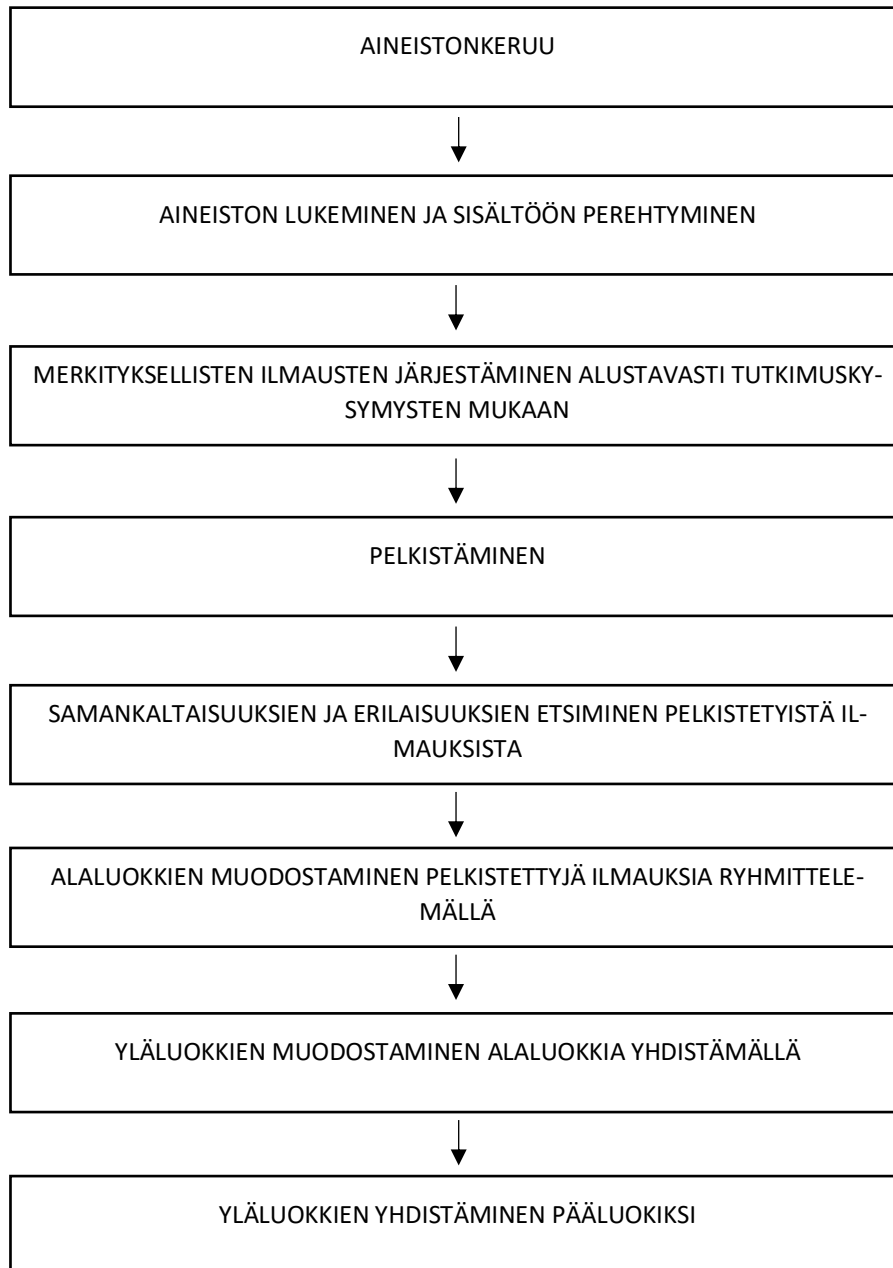 AINEISTONKERUU
AINEISTON LUKEMINEN JA SISÄLTÖÖN PEREHTYMINEN
MERKITYKSELLISTEN ILMAUSTEN JÄRJESTÄMINEN ALUSTAVASTI TUTKIMUSKY-
SYMYSTEN MUKAAN
PELKISTÄMINEN
SAMANKALTAISUUKSIEN JA ERILAISUUKSIEN ETSIMINEN PELKISTETYISTÄ IL-
MAUKSISTA
ALALUOKKIEN MUODOSTAMINEN PELKISTETTYJÄ ILMAUKSIA RYHMITTELE-
MÄLLÄ
YLÄLUOKKIEN MUODOSTAMINEN ALALUOKKIA YHDISTÄMÄLLÄ
YLÄLUOKKIEN YHDISTÄMINEN PÄÄLUOKIKSI